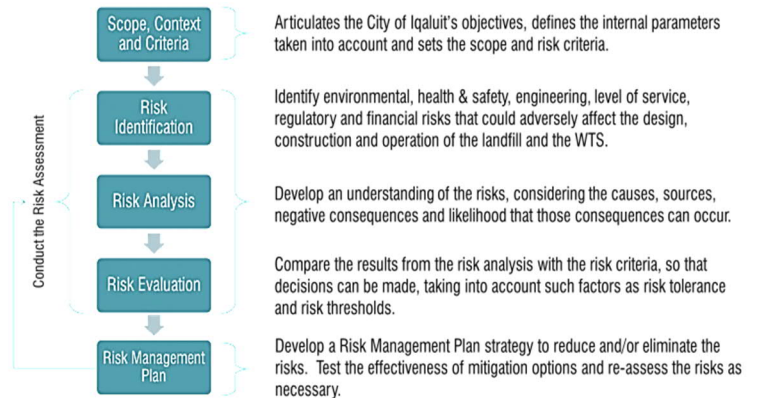 Scope, Context
and Criteria
Articulates the City of Iqaluit's objectives, defines the internal parameters
taken into account and sets the scope and risk criteria.
Conduct the Risk Assessment
Risk
Identification
Identify environmental, health & safety, engineering, level of service,
regulatory and financial risks that could adversely affect the design,
construction and operation of the landfill and the WTS.
Risk Analysis
Develop an understanding of the risks, considering the causes, sources,
negative consequences and likelihood that those consequences can occur.
Risk Evaluation
Compare the results from the risk analysis with the risk criteria, so that
decisions can be made, taking into account such factors as risk tolerance
and risk thresholds.
Risk Management
Plan
Develop a Risk Management Plan strategy to reduce and/or eliminate the
risks. Test the effectiveness of mitigation options and re-assess the risks as
necessary.